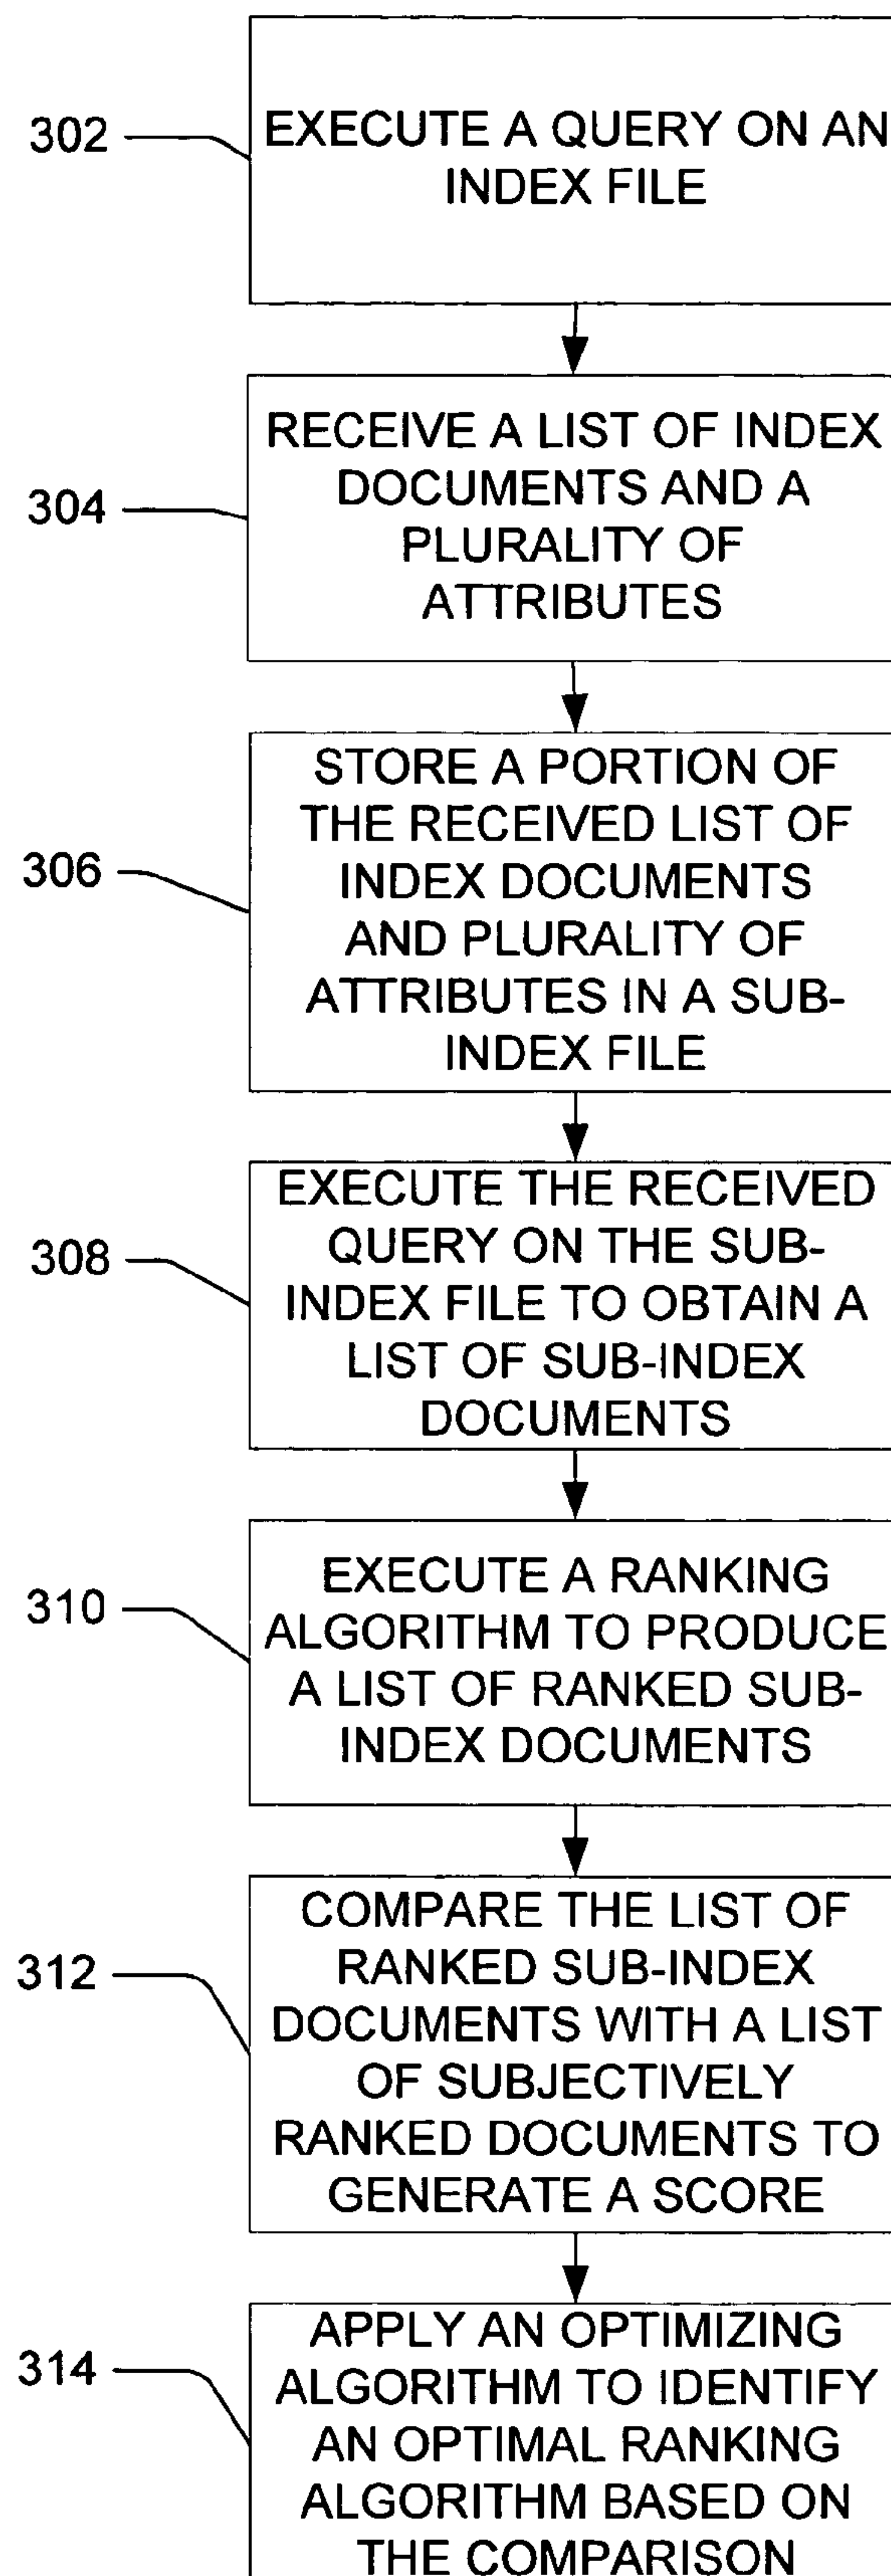 302
EXECUTE A QUERY ON AN
INDEX FILE
304
RECEIVE A LIST OF INDEX
DOCUMENTS AND A
PLURALITY OF
ATTRIBUTES
306
STORE A PORTION OF
THE RECEIVED LIST OF
INDEX DOCUMENTS
AND PLURALITY OF
ATTRIBUTES IN A SUB-
INDEX FILE
308
EXECUTE THE RECEIVED
QUERY ON THE SUB-
INDEX FILE TO OBTAIN A
LIST OF SUB-INDEX
DOCUMENTS
310
EXECUTE A RANKING
ALGORITHM TO PRODUCE
A LIST OF RANKED SUB-
INDEX DOCUMENTS
312
COMPARE THE LIST OF
RANKED SUB-INDEX
DOCUMENTS WITH A LIST
OF SUBJECTIVELY
RANKED DOCUMENTS TO
GENERATE A SCORE
314
APPLY AN OPTIMIZING
ALGORITHM TO IDENTIFY
AN OPTIMAL RANKING
ALGORITHM BASED ON
THE COMPARISON